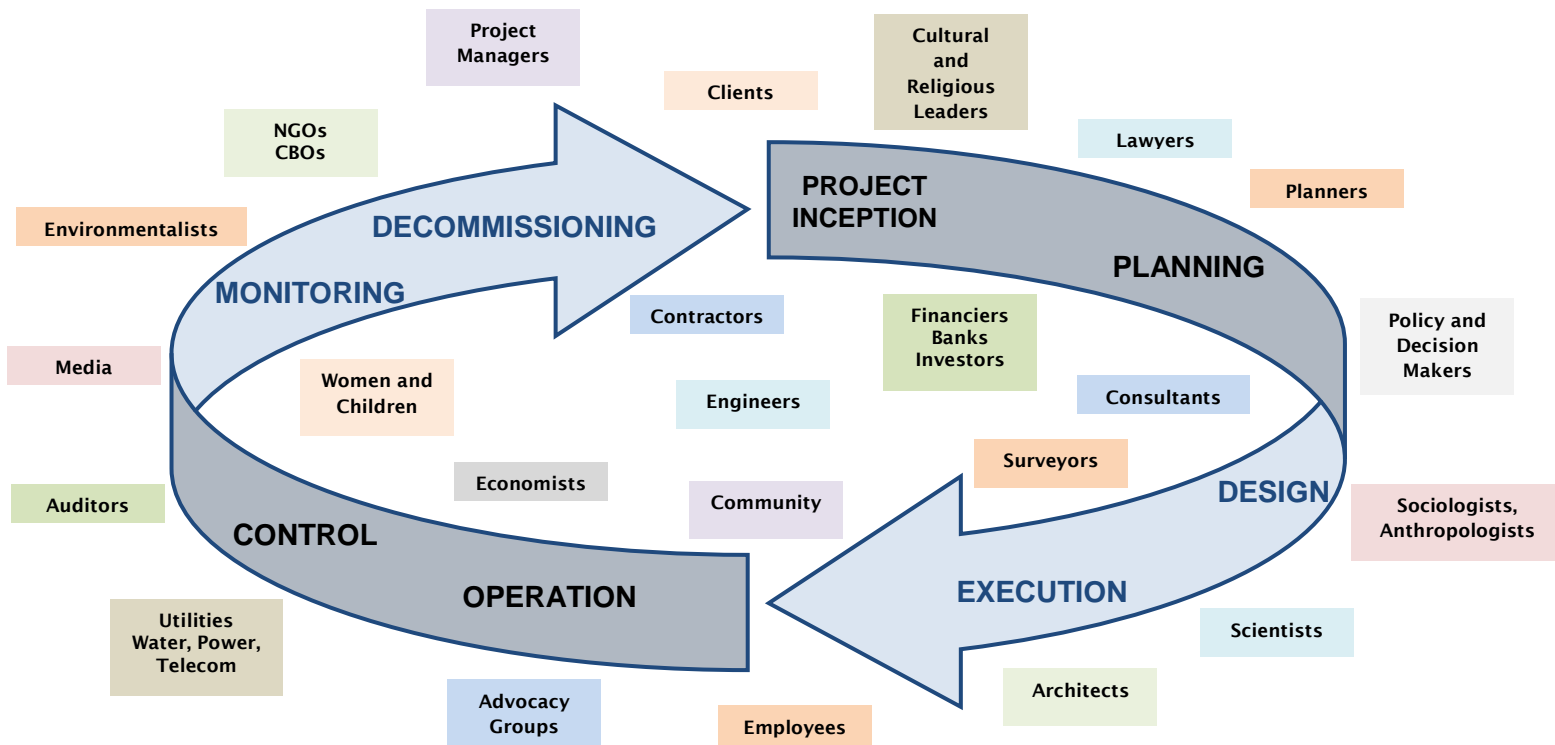 Project
Managers
Cultural
and
Religious
Leaders
Clients
NGOs
CBOs
Lawyers
Planners
PROJECT
INCEPTION
Environmentalists
DECOMMISSIONING
PLANNING
MONITORING
Contractors
Financiers
Banks
Investors
Policy and
Decision
Makers
Media
Women and
Children
Engineers
Consultants
Surveyors
Economists
Community
DESIGN
Auditors
Sociologists,
Anthropologists
CONTROL
OPERATION
EXECUTION
Utilities
Water, Power,
Telecom
Scientists
Architects
Advocacy
Groups
Employees